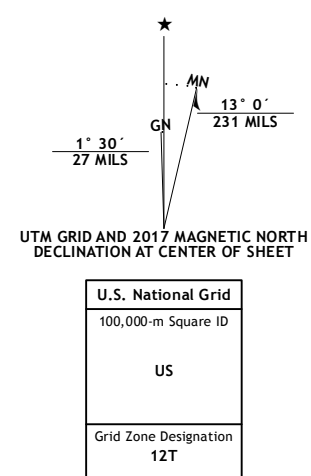 MN
GN
13° 0´
231 MILS
1° 30´
27 MILS
UTM GRID AND 2017 MAGNETIC NORTH
DECLINATION AT CENTER OF SHEET
U.S. National Grid
100,000-m Square ID
US
Grid Zone Designation
12T